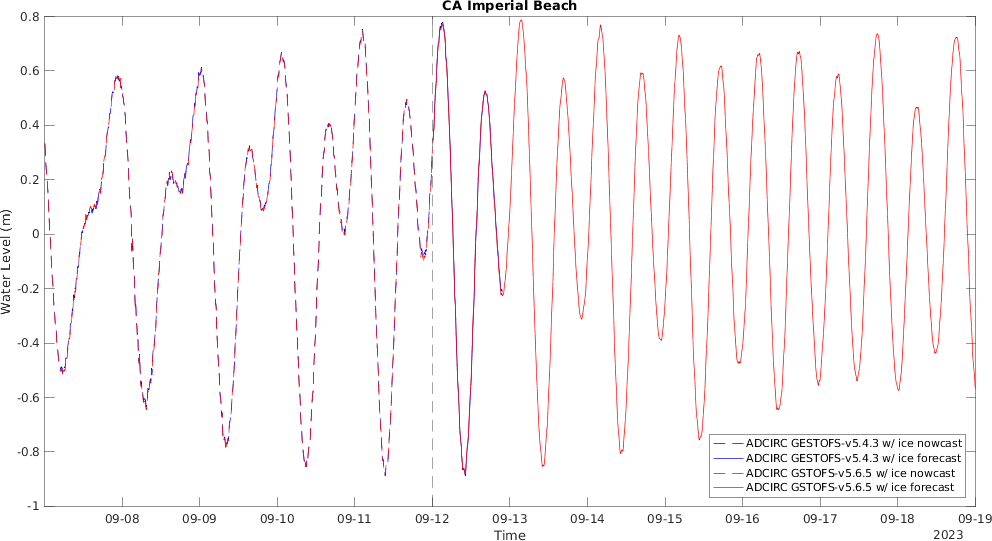 CA Imperial Beach
0.8
0.6
0.4
0.2
0
-0.2
-0.4
-0.6
-0.8
-1
Water Level (m)
ADCIRC GESTOFS-v5.4.3 w/ ice nowcast
ADCIRC GESTOFS-v5.4.3 w/ ice forecast
ADCIRC GSTOFS-v5.6.5 w/ ice nowcast
ADCIRC GSTOFS-v5.6.5 w/ ice forecast
09-08 09-09 09-10 09-11 09-12 09-13 09-14 09-15 09-16 09-17 09-18 09-19
Time
2023